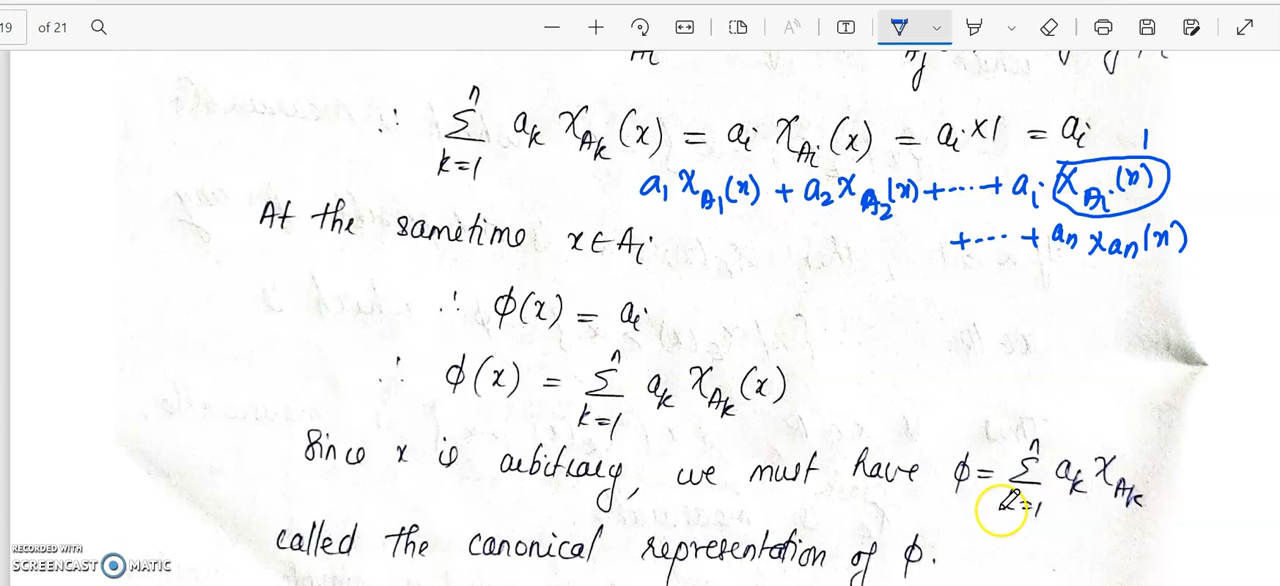 19 of 21
∴ Σ_{k=1}^{n} a_k χ_{A_k}(x) = a_i χ_{A_i}(x) = a_i × 1 = a_i
1
a_1 χ_{A_1}(x) + a_2 χ_{A_2}(x) + ---- + a_i χ_{A_i}(x)
+ --- + a_n χ_{a_n}(x)
At the sametime x ∈ A_i
∴ ϕ(x) = a_i
∴ ϕ(x) = Σ_{k=1}^{n} a_k χ_{A_k}(x)
Since x is arbitrary, we must have ϕ = Σ_{k=1}^{n} a_k χ_{A_k}
called the canonical representation of ϕ.
RECORDED WITH
SCREENCAST MATIC